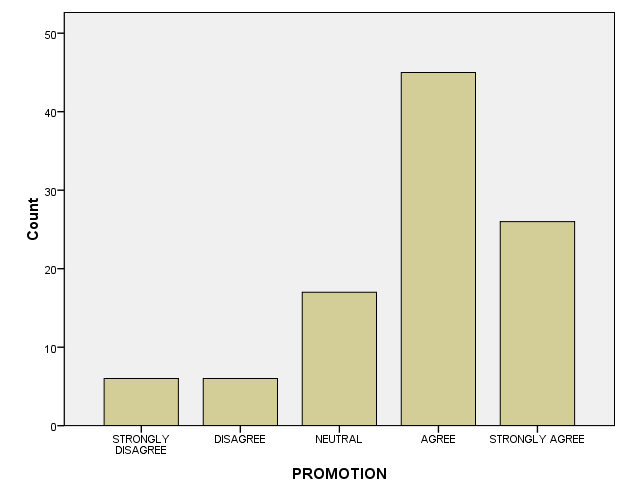 50
40
30
20
10
0
Count
STRONGLY
DISAGREE
DISAGREE
NEUTRAL
AGREE
STRONGLY AGREE
PROMOTION